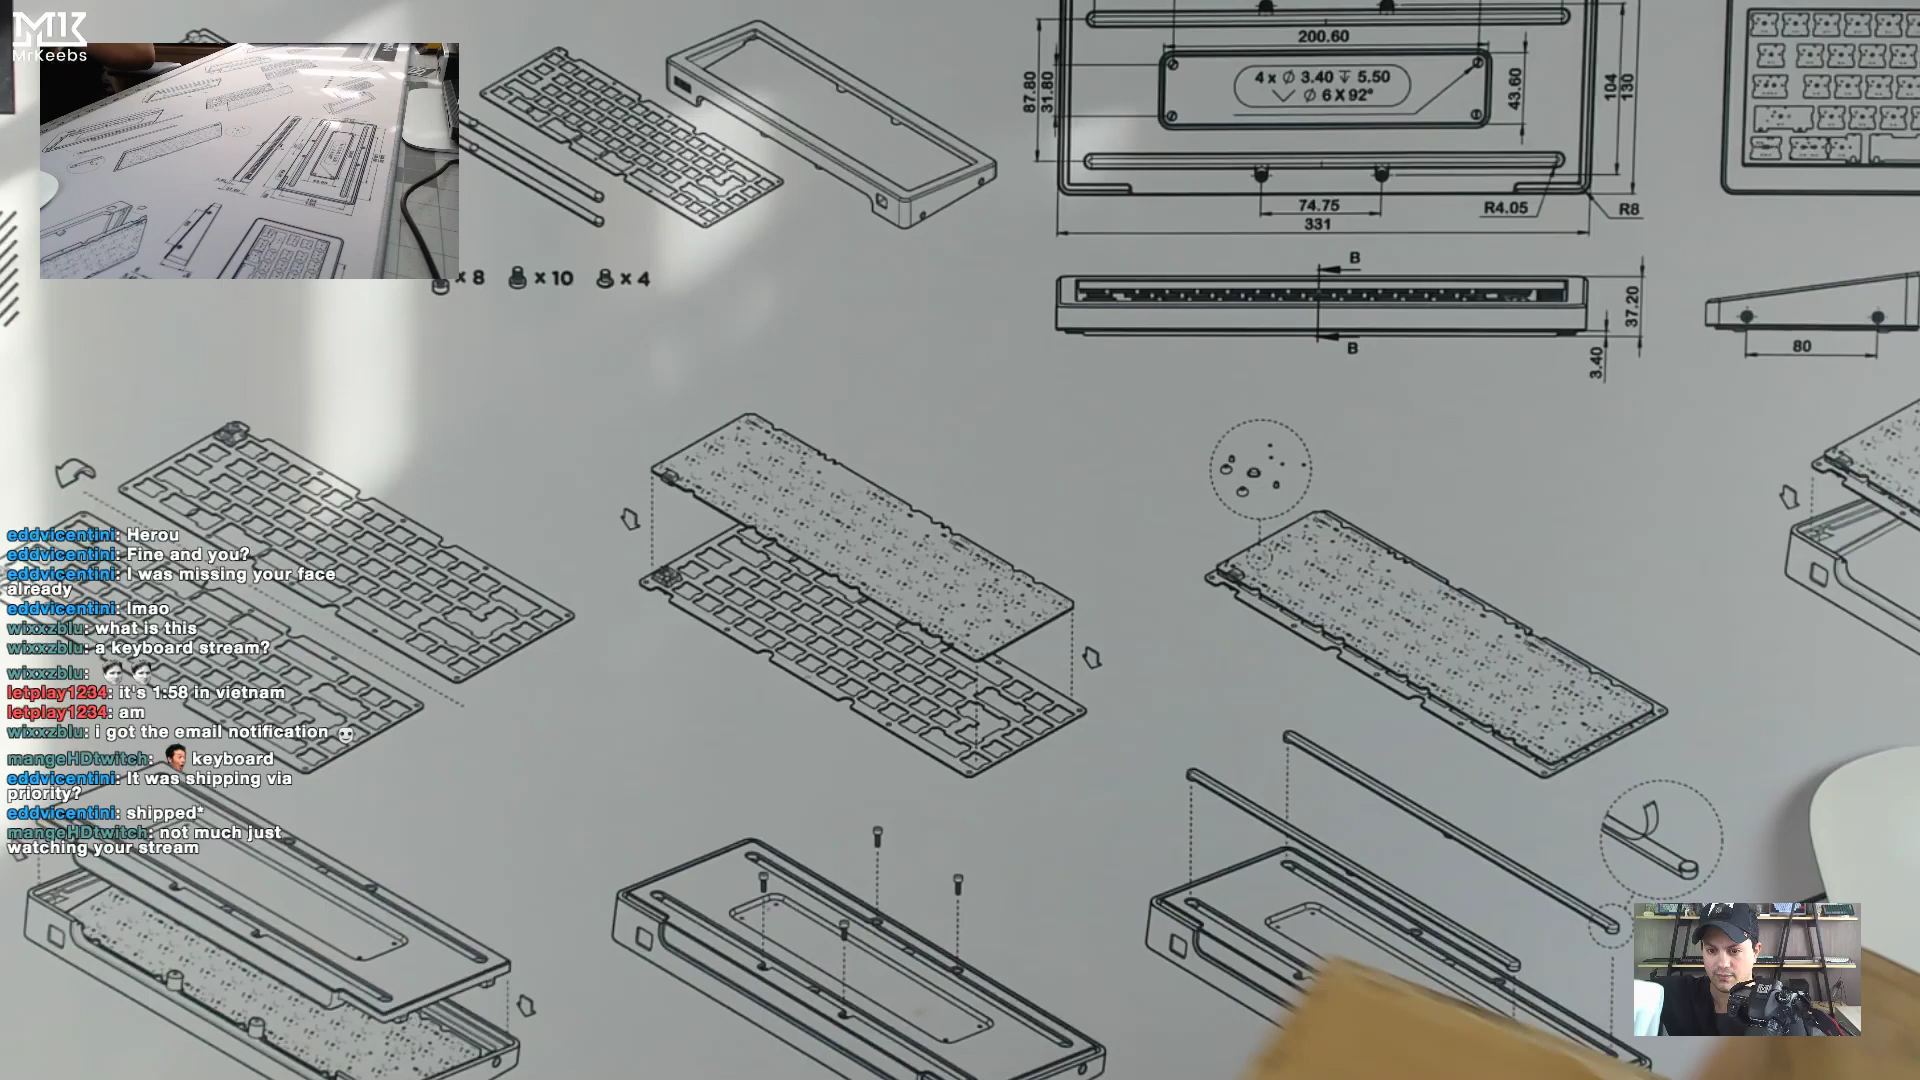 MK
MrKeebs
200.60
4 x ⌀ 3.40 ↧ 5.50
⌵ ⌀ 6 X 92°
87.80
31.80
43.60
104
130
74.75
331
R4.05
R8
x 8
x 10
x 4
B
B
37.20
3.40
80
eddvicentini: Herou
eddvicentini: Fine and you?
eddvicentini: I was missing your face
already
eddvicentini: lmao
wixxzblu: what is this
wixxzblu: a keyboard stream?
wixxzblu:
letplay1234: it's 1:58 in vietnam
letplay1234: am
wixxzblu: i got the email notification
mangeHDtwitch: keyboard
eddvicentini: It was shipping via
priority?
eddvicentini: shipped*
mangeHDtwitch: not much just
watching your stream